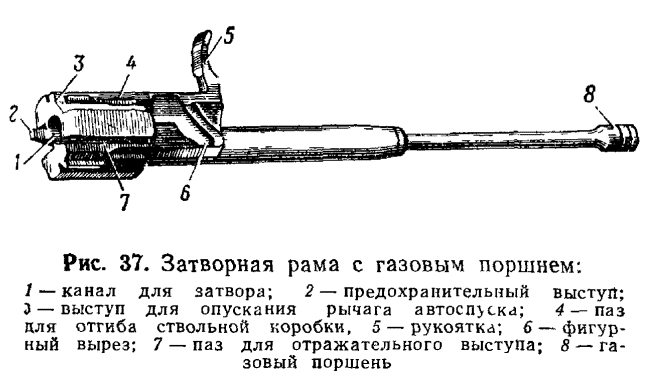 5
3
4
8
2
1
7
6
Рис. 37. Затворная рама с газовым поршнем:
1 — канал для затвора; 2 — предохранительный выступ;
3 — выступ для опускания рычага автоспуска; 4 — паз
для отгиба ствольной коробки, 5 — рукоятка; 6 — фигур-
ный вырез; 7 — паз для отражательного выступа; 8 — га-
зовый поршень